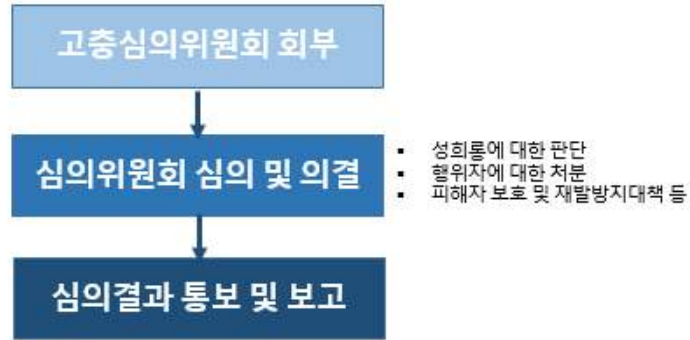 고충심의위원회 회부
심의위원회 심의 및 의결
▪ 성희롱에 대한 판단
▪ 행위자에 대한 처분
▪ 피해자 보호 및 재발방지대책 등
심의결과 통보 및 보고